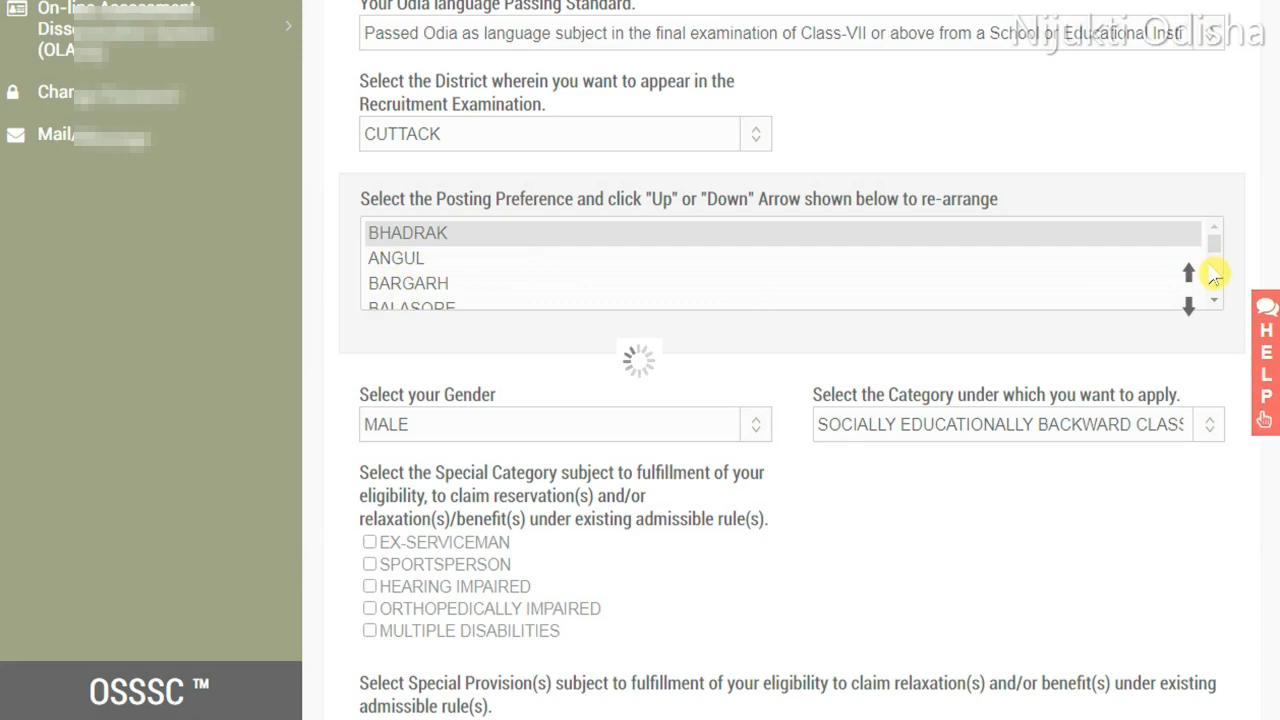 On-line
(OLA
Mail
Your Odia language Passing Standard.
Passed Odia as language subject in the final examination of Class-VII or above from a School or Educational Insti
Nijukti Odisha
Select the District wherein you want to appear in the
Recruitment Examination.
CUTTACK
Select the Posting Preference and click "Up" or "Down" Arrow shown below to re-arrange
BHADRAK
ANGUL
BARGARH
BALASORE
HELP
Select your Gender
MALE
Select the Category under which you want to apply.
SOCIALLY EDUCATIONALLY BACKWARD CLASS
Select the Special Category subject to fulfillment of your
eligibility, to claim reservation(s) and/or
relaxation(s)/benefit(s) under existing admissible rule(s).
EX-SERVICEMAN
SPORTSPERSON
HEARING IMPAIRED
ORTHOPEDICALLY IMPAIRED
MULTIPLE DISABILITIES
Select Special Provision(s) subject to fulfillment of your eligibility to claim relaxation(s) and/or benefit(s) under existing
admissible rule(s).
OSSSC ™